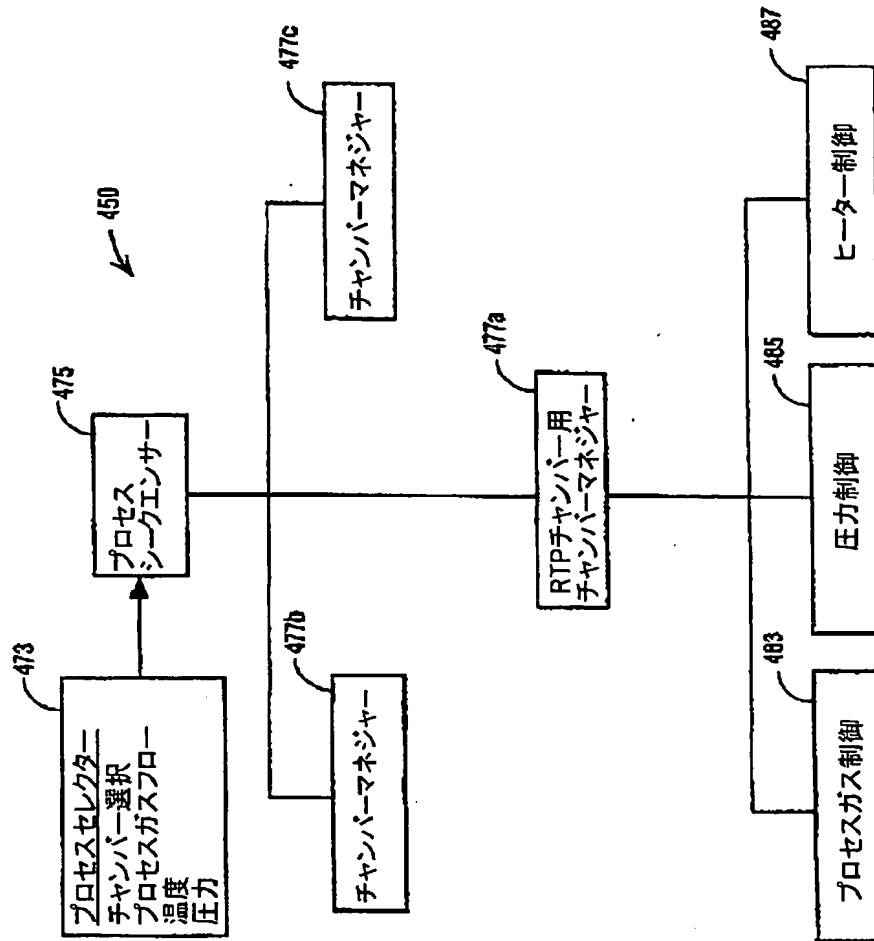 450
473
プロセスセレクター
チャンバー選択
プロセスガスフロー
温度
圧力
475
プロセス
シークエンサー
477b
チャンバーマネジャー
477c
チャンバーマネジャー
477a
RTPチャンバー用
チャンバーマネジャー
483
プロセスガス制御
485
圧力制御
487
ヒーター制御